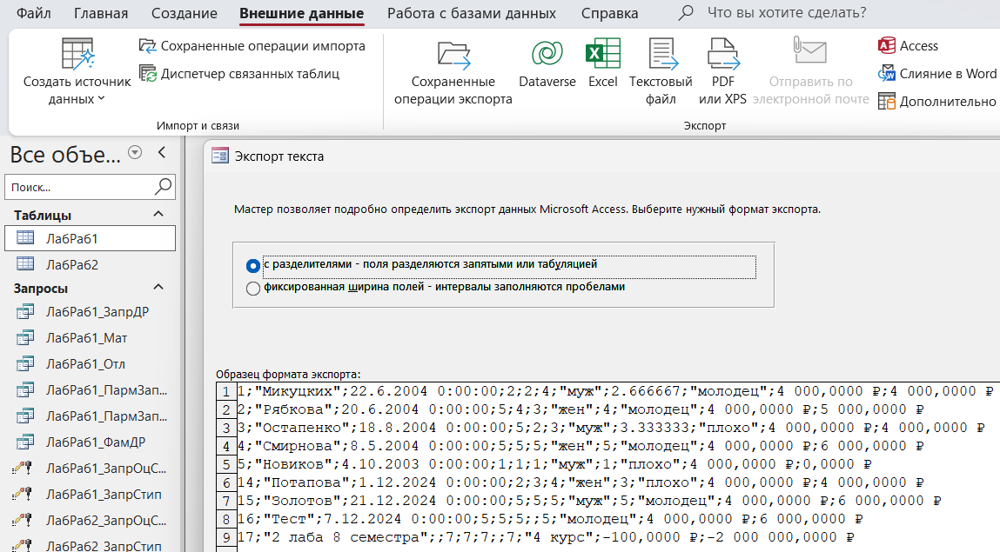 Файл Главная Создание Внешние данные Работа с базами данных Справка Что вы хотите сделать?
Создать источник данных
Сохраненные операции импорта
Диспетчер связанных таблиц
Импорт и связи
Сохраненные операции экспорта
Dataverse
Excel
Текстовый файл
PDF или XPS
Отправить по электронной почте
Access
Слияние в Word
Дополнительно
Экспорт
Все объе...
Поиск...
Таблицы
ЛабРаб1
ЛабРаб2
Запросы
ЛабРаб1_ЗапрДР
ЛабРаб1_Мат
ЛабРаб1_Отл
ЛабРаб1_ПармЗап...
ЛабРаб1_ПармЗап...
ЛабРаб1_ФамДР
ЛабРаб1_ЗапрОцС...
ЛабРаб1_ЗапрСтип
ЛабРаб2_ЗапрОцС...
ЛабРаб2_ЗапрСтип
Экспорт текста
Мастер позволяет подробно определить экспорт данных Microsoft Access. Выберите нужный формат экспорта.
с разделителями - поля разделяются запятыми или табуляцией
фиксированная ширина полей - интервалы заполняются пробелами
Образец формата экспорта:
1 1;"Микуцких";22.6.2004 0:00:00;2;2;4;"муж";2.666667;"молодец";4 000,0000 ₽;4 000,0000 ₽
2 2;"Рябкова";20.6.2004 0:00:00;5;4;3;"жен";4;"молодец";4 000,0000 ₽;5 000,0000 ₽
3 3;"Остапенко";18.8.2004 0:00:00;5;2;3;"муж";3.333333;"плохо";4 000,0000 ₽;4 000,0000 ₽
4 4;"Смирнова";8.5.2004 0:00:00;5;5;5;"жен";5;"молодец";4 000,0000 ₽;6 000,0000 ₽
5 5;"Новиков";4.10.2003 0:00:00;1;1;1;"муж";1;"плохо";4 000,0000 ₽;0,0000 ₽
6 14;"Потапова";1.12.2024 0:00:00;2;3;4;"жен";3;"плохо";4 000,0000 ₽;4 000,0000 ₽
7 15;"Золотов";21.12.2024 0:00:00;5;5;5;"муж";5;"молодец";4 000,0000 ₽;6 000,0000 ₽
8 16;"Тест";7.12.2024 0:00:00;5;5;5;;5;"молодец";4 000,0000 ₽;6 000,0000 ₽
9 17;"2 лаба 8 семестра";;7;7;7;;7;"4 курс";-100,0000 ₽;-2 000 000,0000 ₽